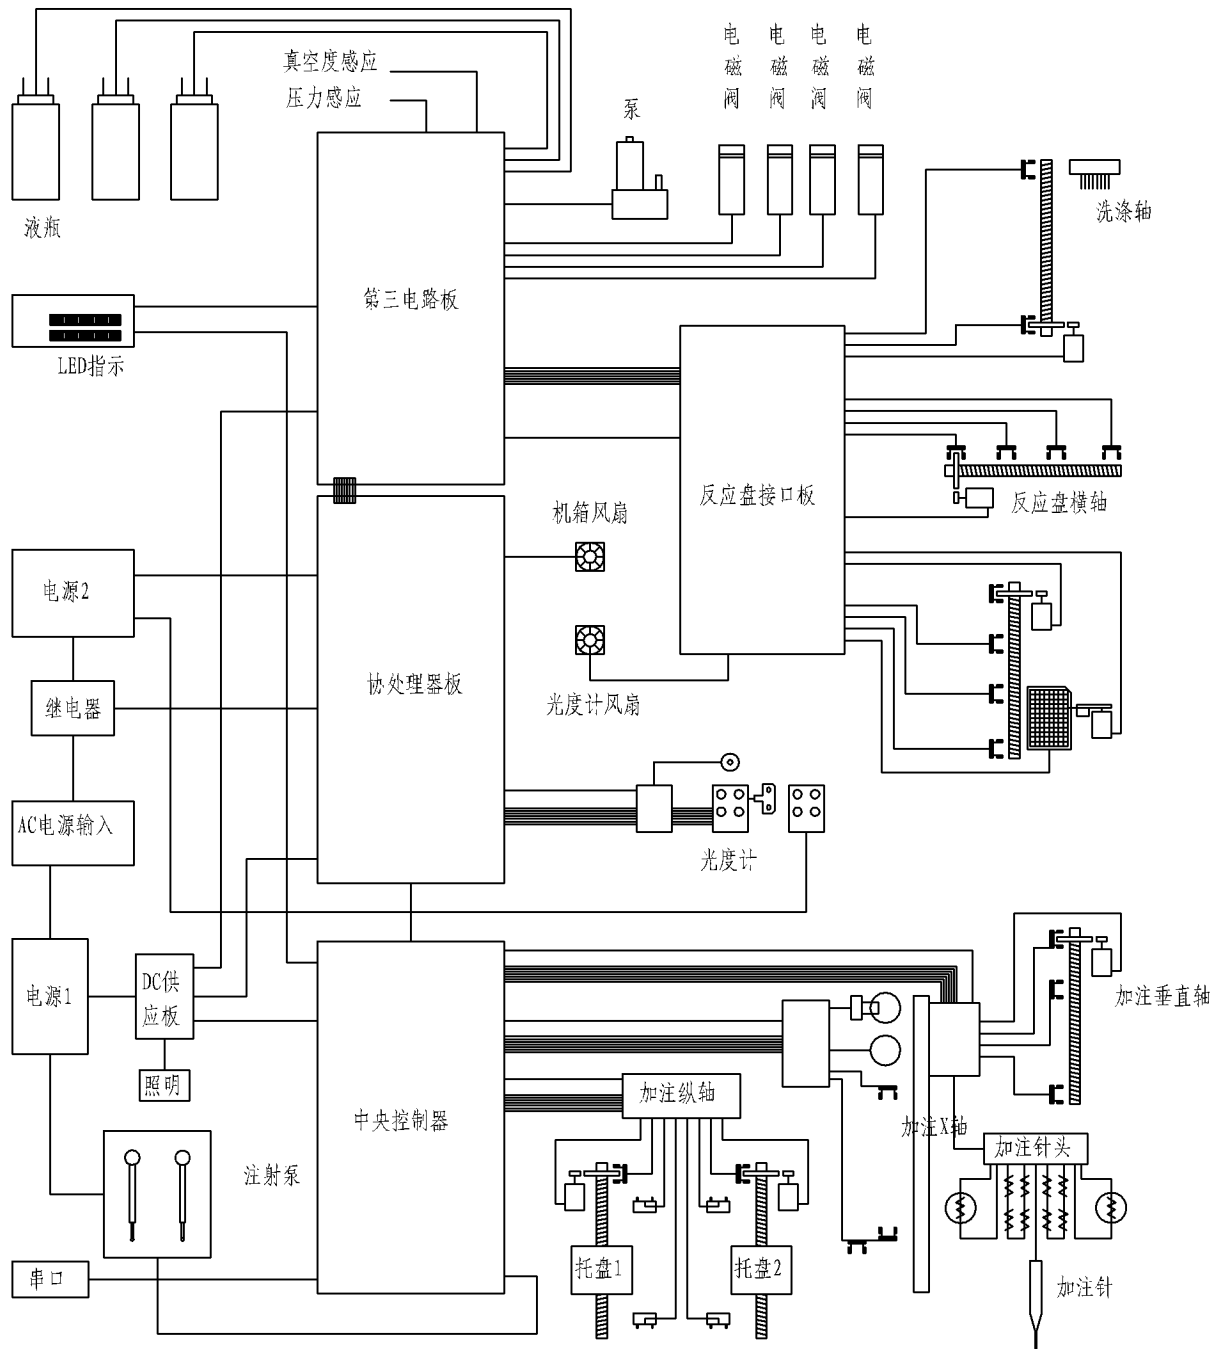 真空度感应
压力感应
泵
电磁阀
电磁阀
电磁阀
电磁阀
液瓶
洗涤轴
第三电路板
LED指示
反应盘接口板
反应盘横轴
机箱风扇
电源2
协处理器板
继电器
光度计风扇
AC电源输入
光度计
电源1
DC供
应板
加注垂直轴
照明
加注纵轴
中央控制器
加注X轴
加注针头
注射泵
托盘1
托盘2
串口
加注针